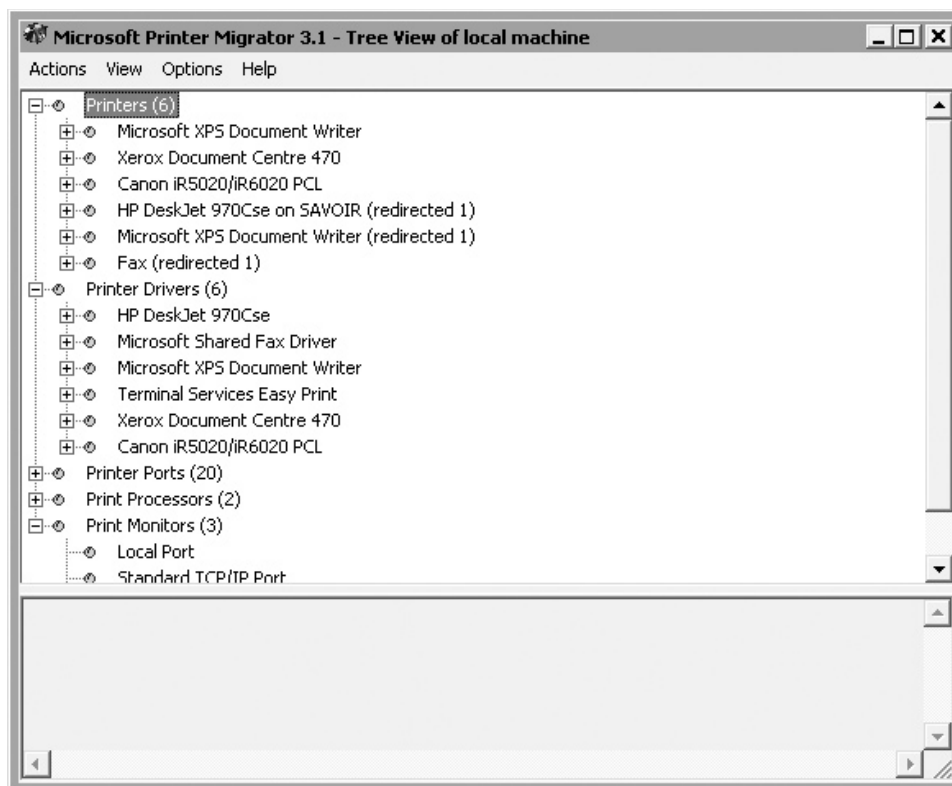 Microsoft Printer Migrator 3.1 - Tree View of local machine
Actions View Options Help
Printers (6)
Microsoft XPS Document Writer
Xerox Document Centre 470
Canon iR5020/iR6020 PCL
HP DeskJet 970Cse on SAVOIR (redirected 1)
Microsoft XPS Document Writer (redirected 1)
Fax (redirected 1)
Printer Drivers (6)
HP DeskJet 970Cse
Microsoft Shared Fax Driver
Microsoft XPS Document Writer
Terminal Services Easy Print
Xerox Document Centre 470
Canon iR5020/iR6020 PCL
Printer Ports (20)
Print Processors (2)
Print Monitors (3)
Local Port
Standard TCP/IP Port